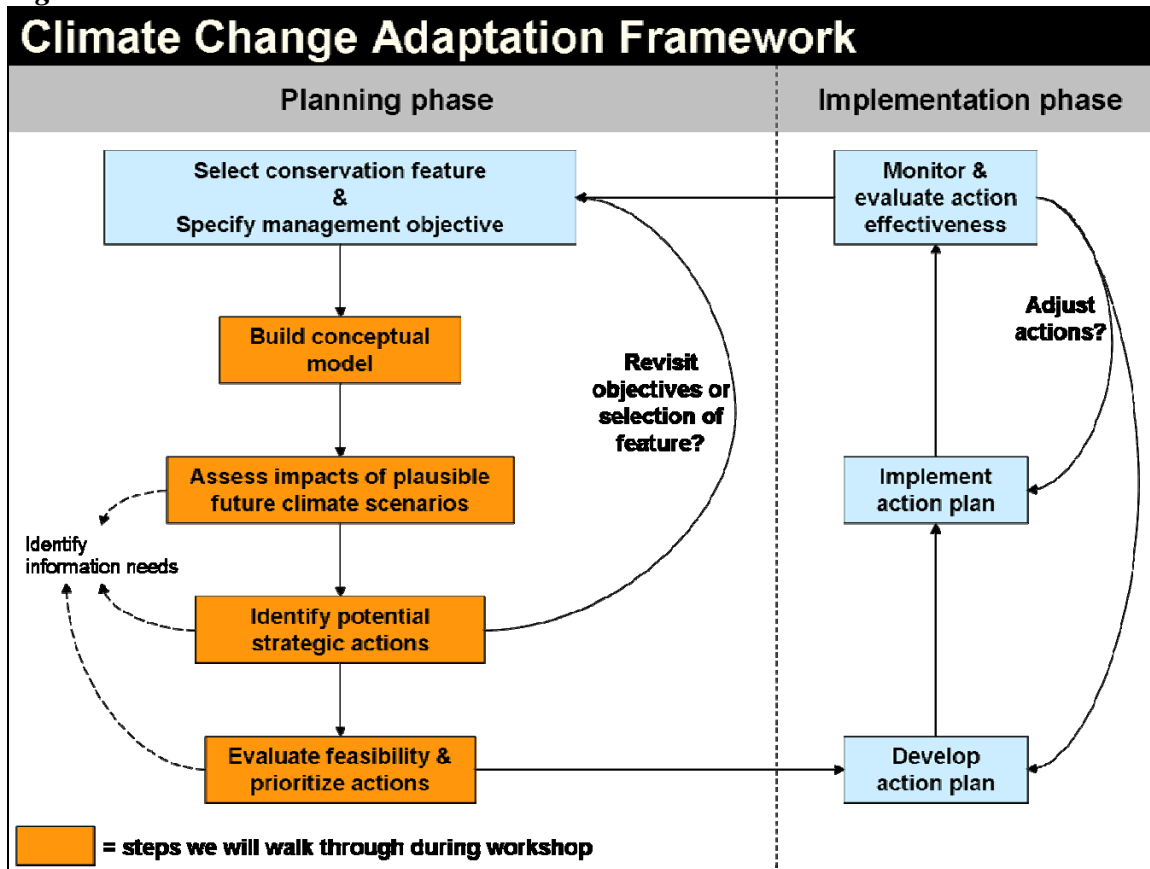 Climate Change Adaptation Framework
Planning phase
Implementation phase
Select conservation feature
&
Specify management objective
Monitor &
evaluate action
effectiveness
Build conceptual
model
Adjust
actions?
Revisit
objectives or
selection of
feature?
Assess impacts of plausible
future climate scenarios
Implement
action plan
Identify
information needs
Identify potential
strategic actions
Evaluate feasibility &
prioritize actions
Develop
action plan
= steps we will walk through during workshop